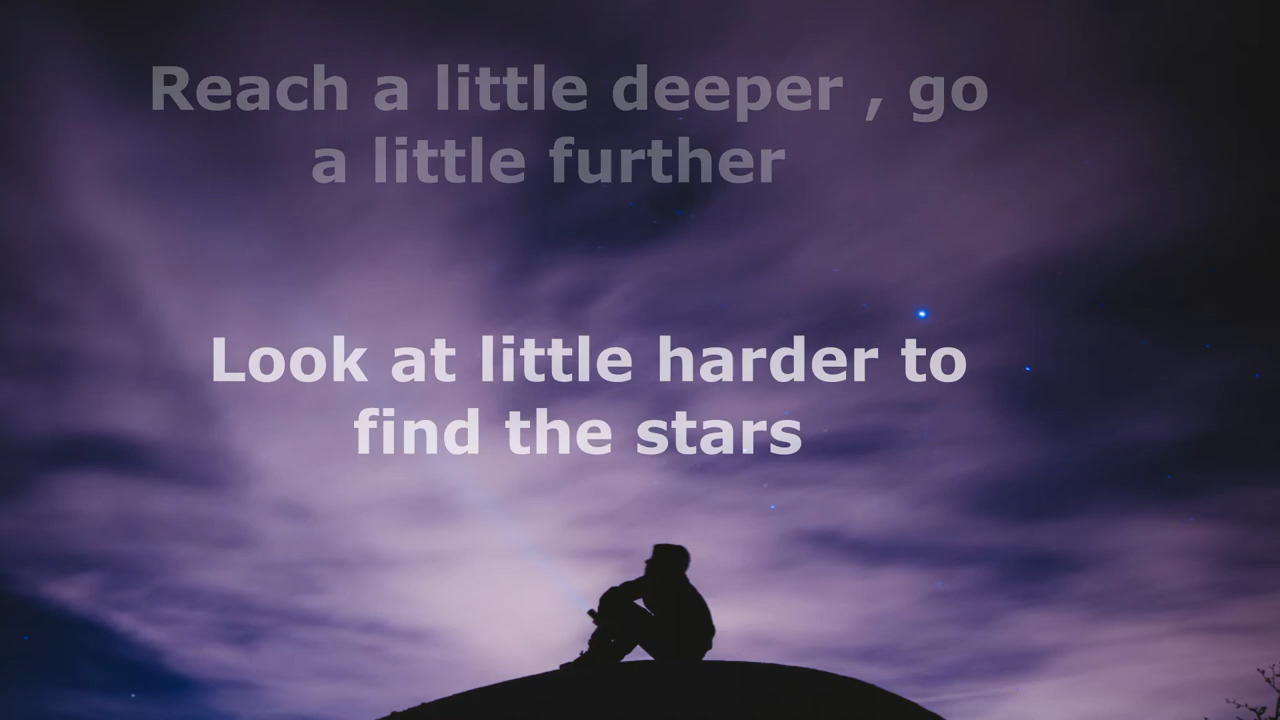 Reach a little deeper , go
a little further
Look at little harder to
find the stars